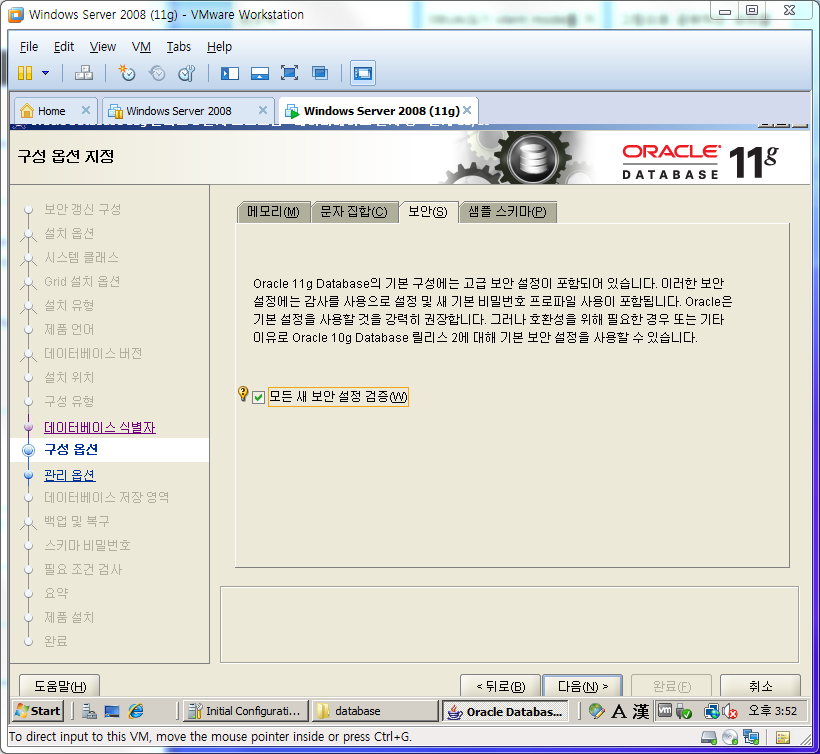 Windows Server 2008 (11g) - VMware Workstation
File Edit View VM Tabs Help
Home Windows Server 2008 Windows Server 2008 (11g)
구성 옵션 지정
ORACLE
DATABASE 11g
보안 갱신 구성
설치 옵션
시스템 클래스
Grid 설치 옵션
설치 유형
제품 언어
데이터베이스 버전
설치 위치
구성 유형
데이터베이스 식별자
구성 옵션
관리 옵션
데이터베이스 저장 영역
백업 및 복구
스키마 비밀번호
필요 조건 검사
요약
제품 설치
완료
메모리(M) 문자 집합(C) 보안(S) 샘플 스키마(P)
Oracle 11g Database의 기본 구성에는 고급 보안 설정이 포함되어 있습니다. 이러한 보안
설정에는 감사를 사용으로 설정 및 새 기본 비밀번호 프로파일 사용이 포함됩니다. Oracle은
기본 설정을 사용할 것을 강력히 권장합니다. 그러나 호환성을 위해 필요한 경우 또는 기타
이유로 Oracle 10g Database 릴리스 2에 대해 기본 보안 설정을 사용할 수 있습니다.
모든 새 보안 설정 검증(W)
도움말(H) < 뒤로(B) 다음(N) > 완료(F) 취소
Start Initial Configurati... database Oracle Databas... A 漢 vm 오후 3:52
To direct input to this VM, move the mouse pointer inside or press Ctrl+G.